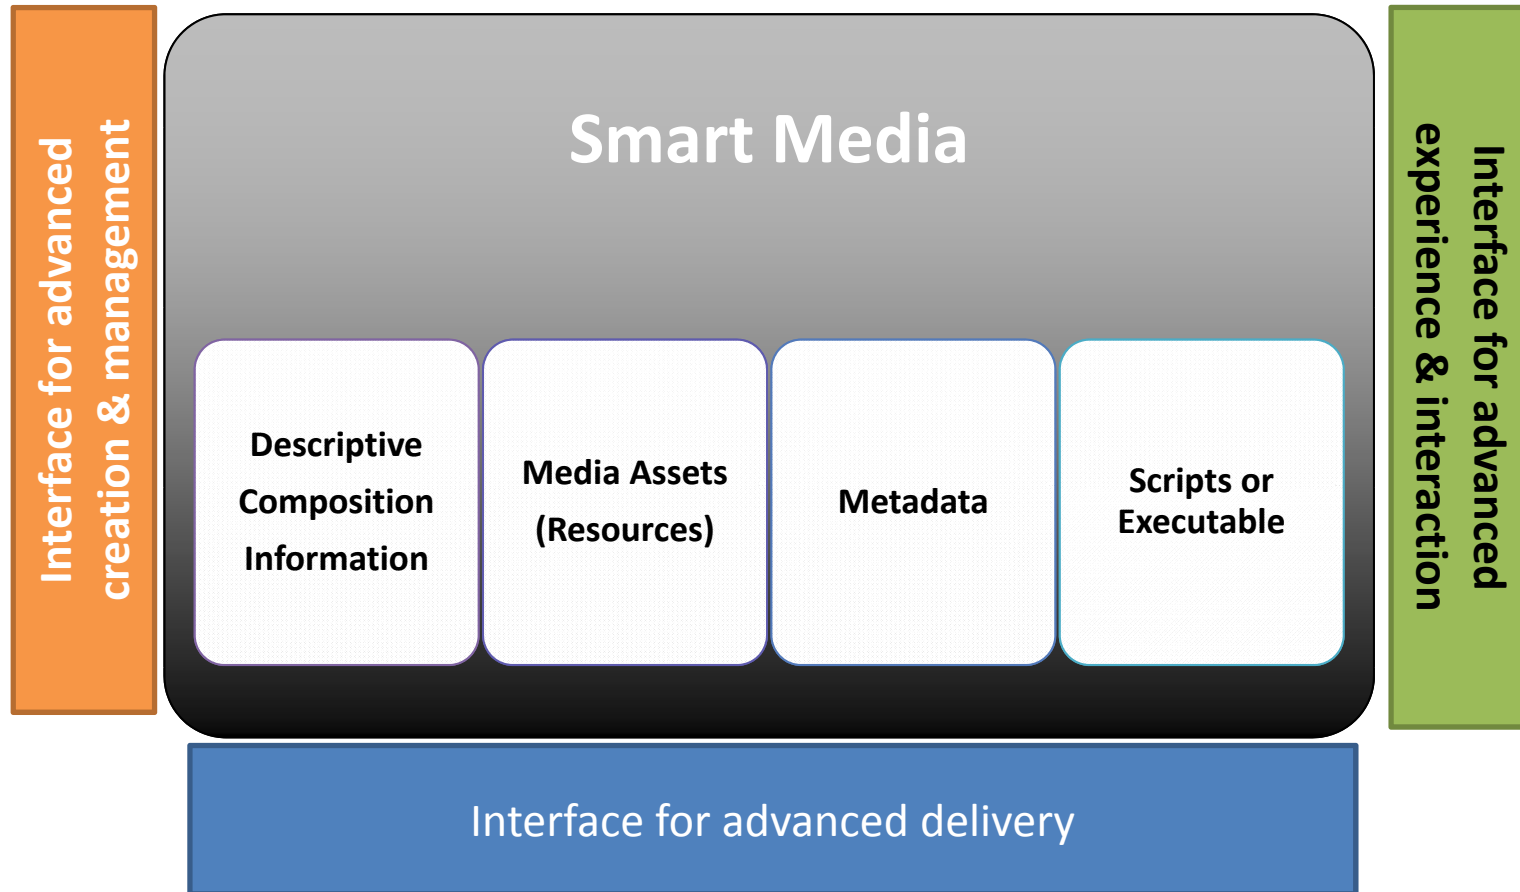 Interface for advanced
creation & management
Smart Media
Descriptive
Composition
Information
Media Assets
(Resources)
Metadata
Scripts or
Executable
Interface for advanced
experience & interaction
Interface for advanced delivery